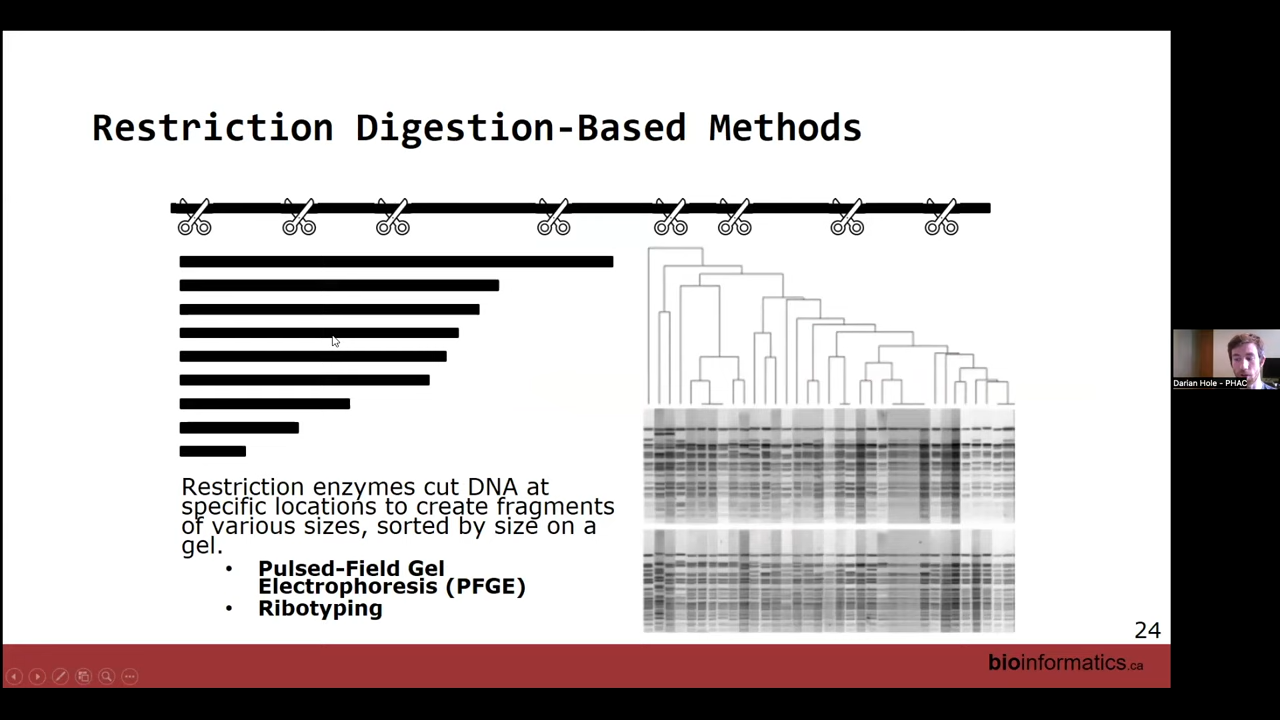 Restriction Digestion-Based Methods
Restriction enzymes cut DNA at
specific locations to create fragments
of various sizes, sorted by size on a
gel.
• Pulsed-Field Gel
Electrophoresis (PFGE)
• Ribotyping
24
bioinformatics.ca
Darian Hole - PHAC